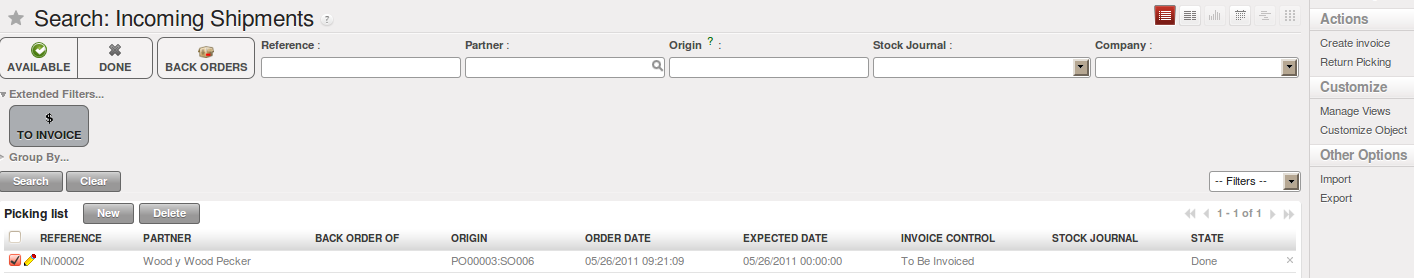 Search: Incoming Shipments ?
AVAILABLE DONE BACK ORDERS
Reference : Partner : Origin ? : Stock Journal : Company :
Extended Filters...
$
TO INVOICE
Group By...
Search Clear -- Filters --
Picking list New Delete 1 - 1 of 1
REFERENCE PARTNER BACK ORDER OF ORIGIN ORDER DATE EXPECTED DATE INVOICE CONTROL STOCK JOURNAL STATE
IN/00002 Wood y Wood Pecker PO00003:SO006 05/26/2011 09:21:09 05/26/2011 00:00:00 To Be Invoiced Done
Actions
Create invoice
Return Picking
Customize
Manage Views
Customize Object
Other Options
Import
Export